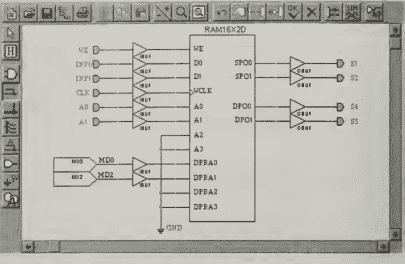 OK
SIM
RAM16X2D
WE
IBUF
WE
SPO0
OBUF
S1
INP0
IBUF
D0
SPO1
OBUF
S2
INP1
IBUF
D1
CLK
IBUF
WCLK
A0
IBUF
A0
DPO0
OBUF
S4
A1
IBUF
A1
DPO1
OBUF
S5
A2
A3
MD0
MD0
IBUF
DPRA0
MD2
IBUF
DPRA1
DPRA2
DPRA3
GND